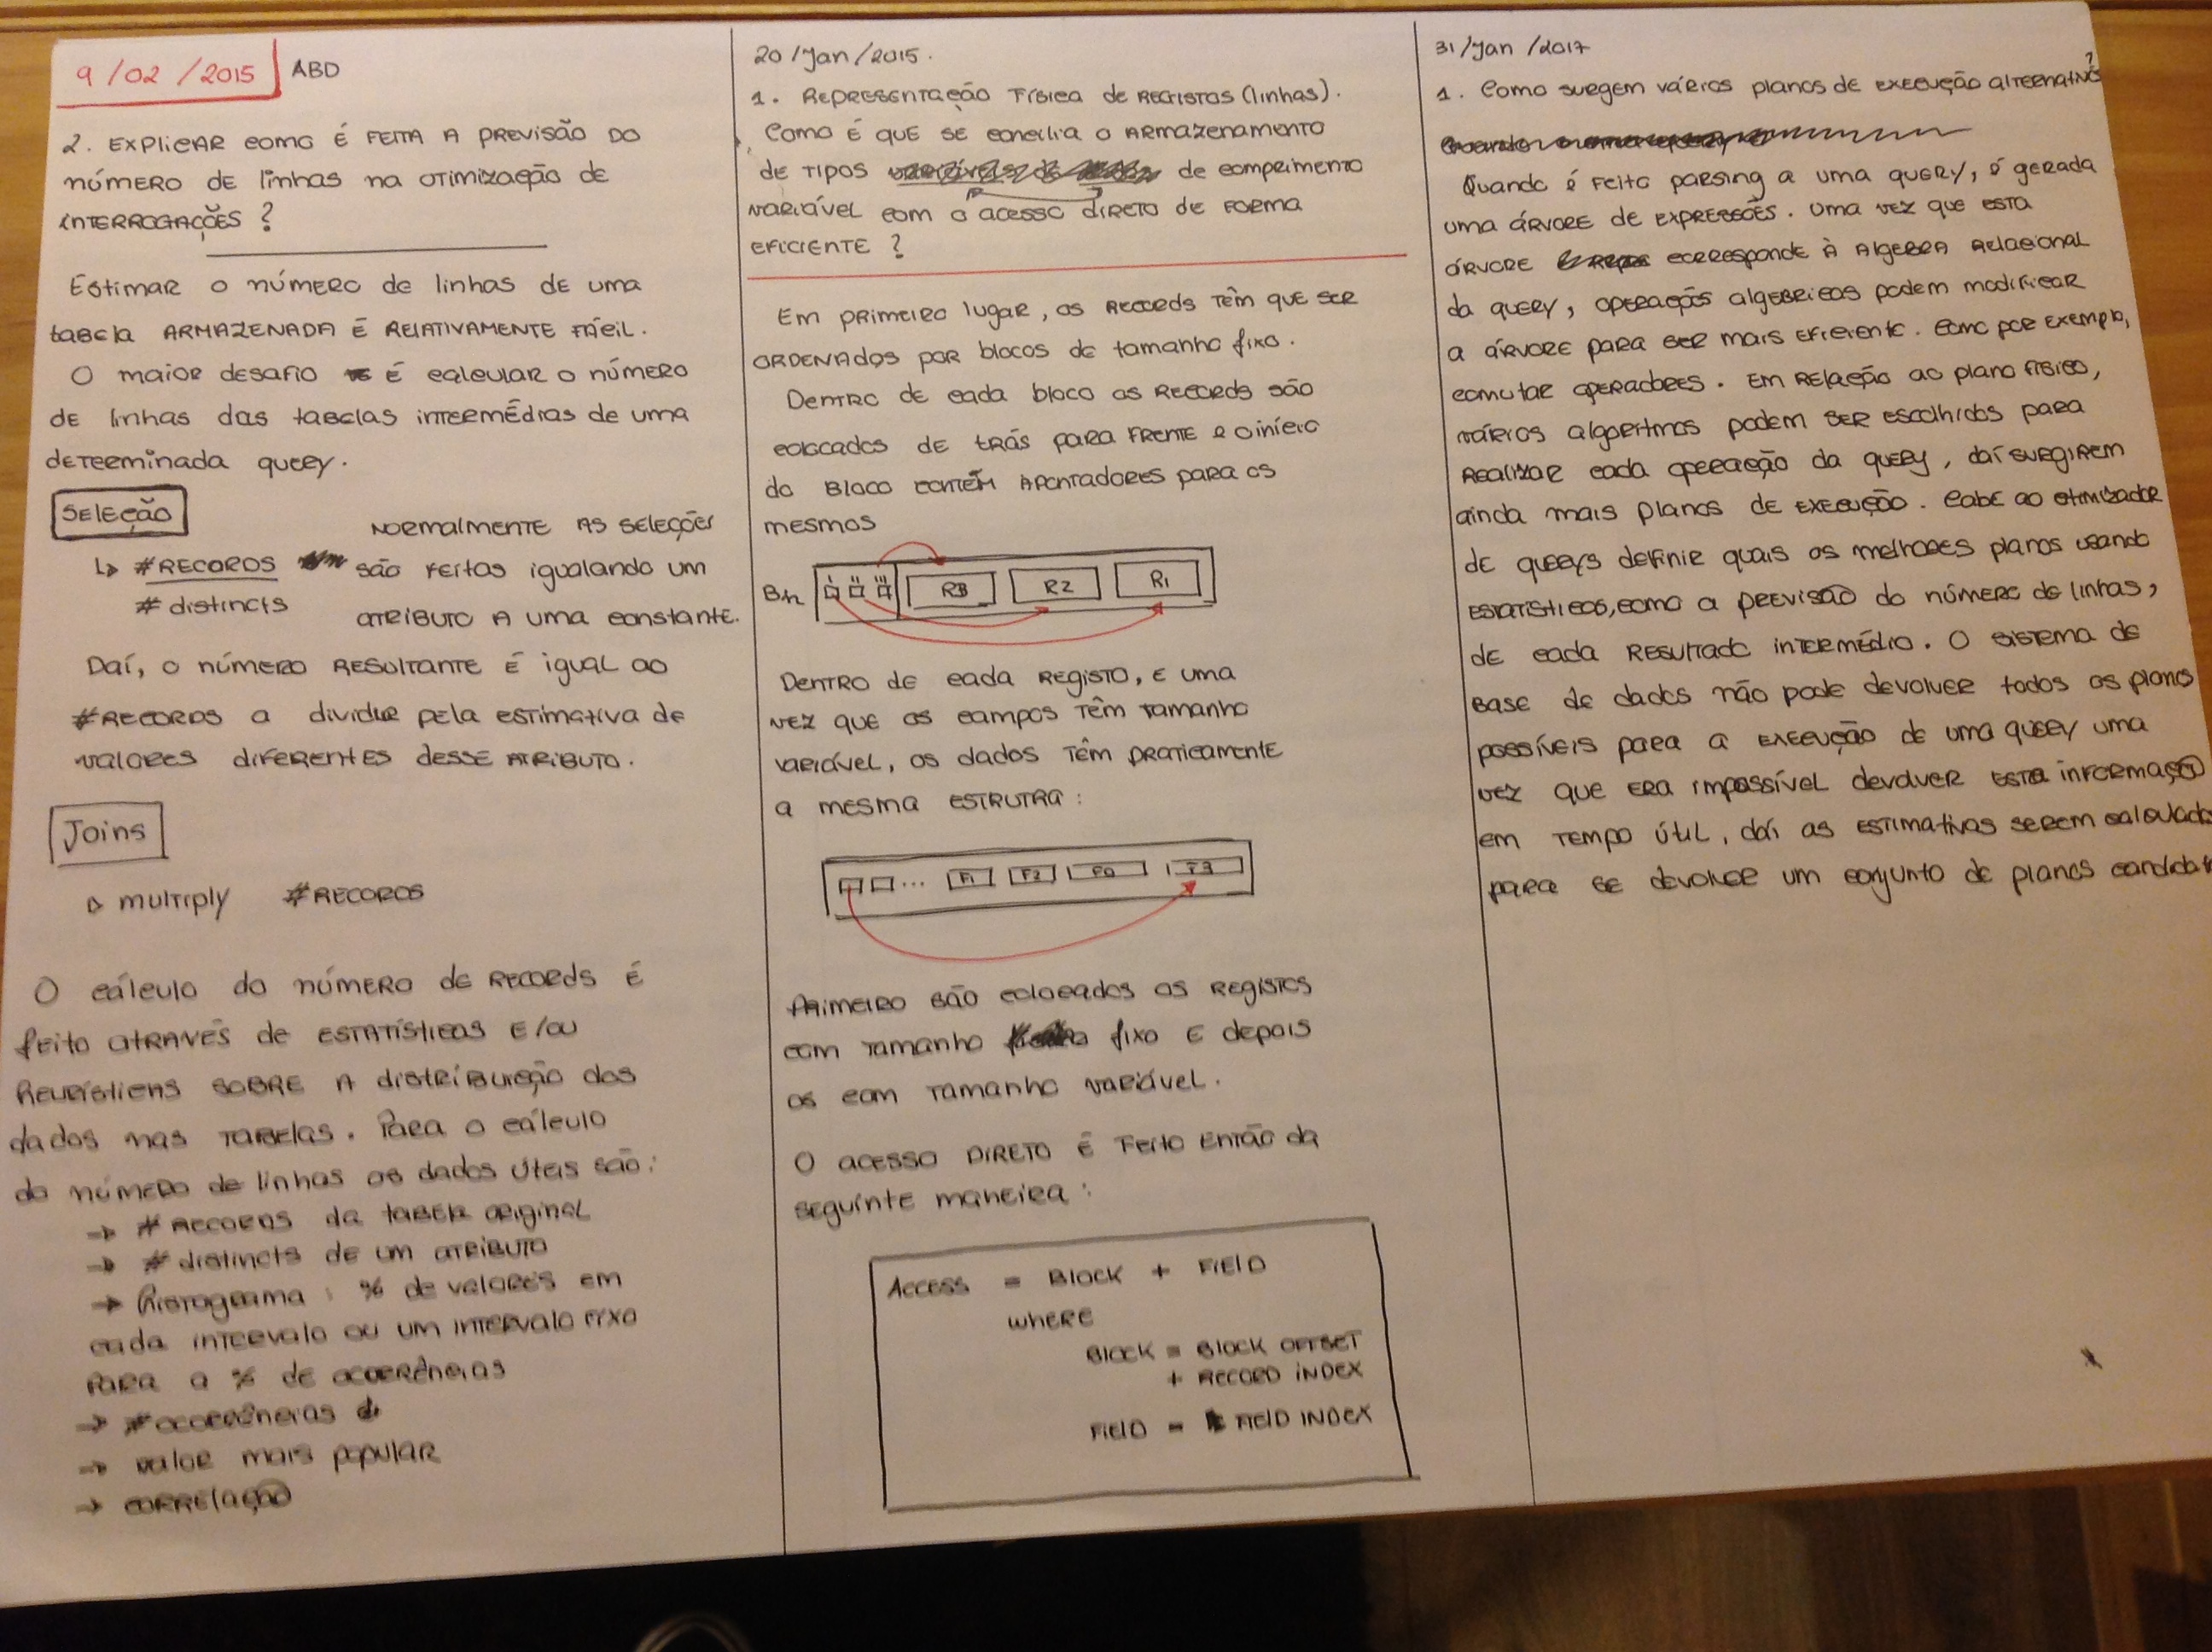 9/02/2015 ABD
2. Explicar como é feita a previsão do
número de linhas na otimização de
interrogações?
Estimar o número de linhas de uma
tabela armazenada é relativamente fácil.
O maior desafio é calcular o número
de linhas das tabelas intermédias de uma
determinada query.
Seleção
↳ #Records
# distincts
Normalmente as seleções
são feitas igualando um
atributo a uma constante.
Daí, o número resultante é igual ao
#Records a dividir pela estimativa de
valores diferentes desse atributo.
Joins
▷ multiply #Records
O cálculo do número de records é
feito através de estatísticas e/ou
heurísticas sobre a distribuição dos
dados nas tabelas. Para o cálculo
do número de linhas os dados úteis são:
→ # Records da tabela original
→ # distincts de um atributo
→ Histograma: % de valores em
cada intervalo ou um intervalo fixo
para a % de ocorrências
→ #ocorrências
→ valor mais popular
→ correlação
20/Jan/2015.
1. Representação física de registos (linhas).
Como é que se concilia o armazenamento
de tipos de comprimento
variável com o acesso direto de forma
eficiente?
Em primeiro lugar, os records têm que ser
ordenados por blocos de tamanho fixo.
Dentro de cada bloco os records são
colocados de trás para frente e o início
do bloco contém apontadores para os
mesmos
Bn I II III R3 R2 R1
Dentro de cada registo, e uma
vez que os campos têm tamanho
variável, os dados têm praticamente
a mesma estrutra:
... F1 F2 F3
Primeiro são colocados os registos
com tamanho fixo e depois
os com tamanho variável.
O acesso direto é feito então da
seguinte maneira:
Access = Block + Field
where
Block = Block offset
+ Record index
Field = Field index
31/Jan/2017
1. Como surgem vários planos de execução alternativos?
Quando é feito parsing a uma query, é gerada
uma árvore de expressões. Uma vez que esta
árvore corresponde à algebra relacional
da query, operações algebricas podem modificar
a árvore para ser mais eficiente. Como por exemplo,
comutar operadores. Em relação ao plano físico,
vários algoritmos podem ser escolhidos para
realizar cada operação da query, daí surgirem
ainda mais planos de execução. Cabe ao otimizador
de querys definir quais os melhores planos usando
estatísticas, como a previsão do número de linhas,
de cada resultado intermédio. O sistema de
base de dados não pode devolver todos os planos
possíveis para a execução de uma query uma
vez que era impossível devolver esta informação
em tempo útil, daí as estimativas serem
para se devolver um conjunto de planos